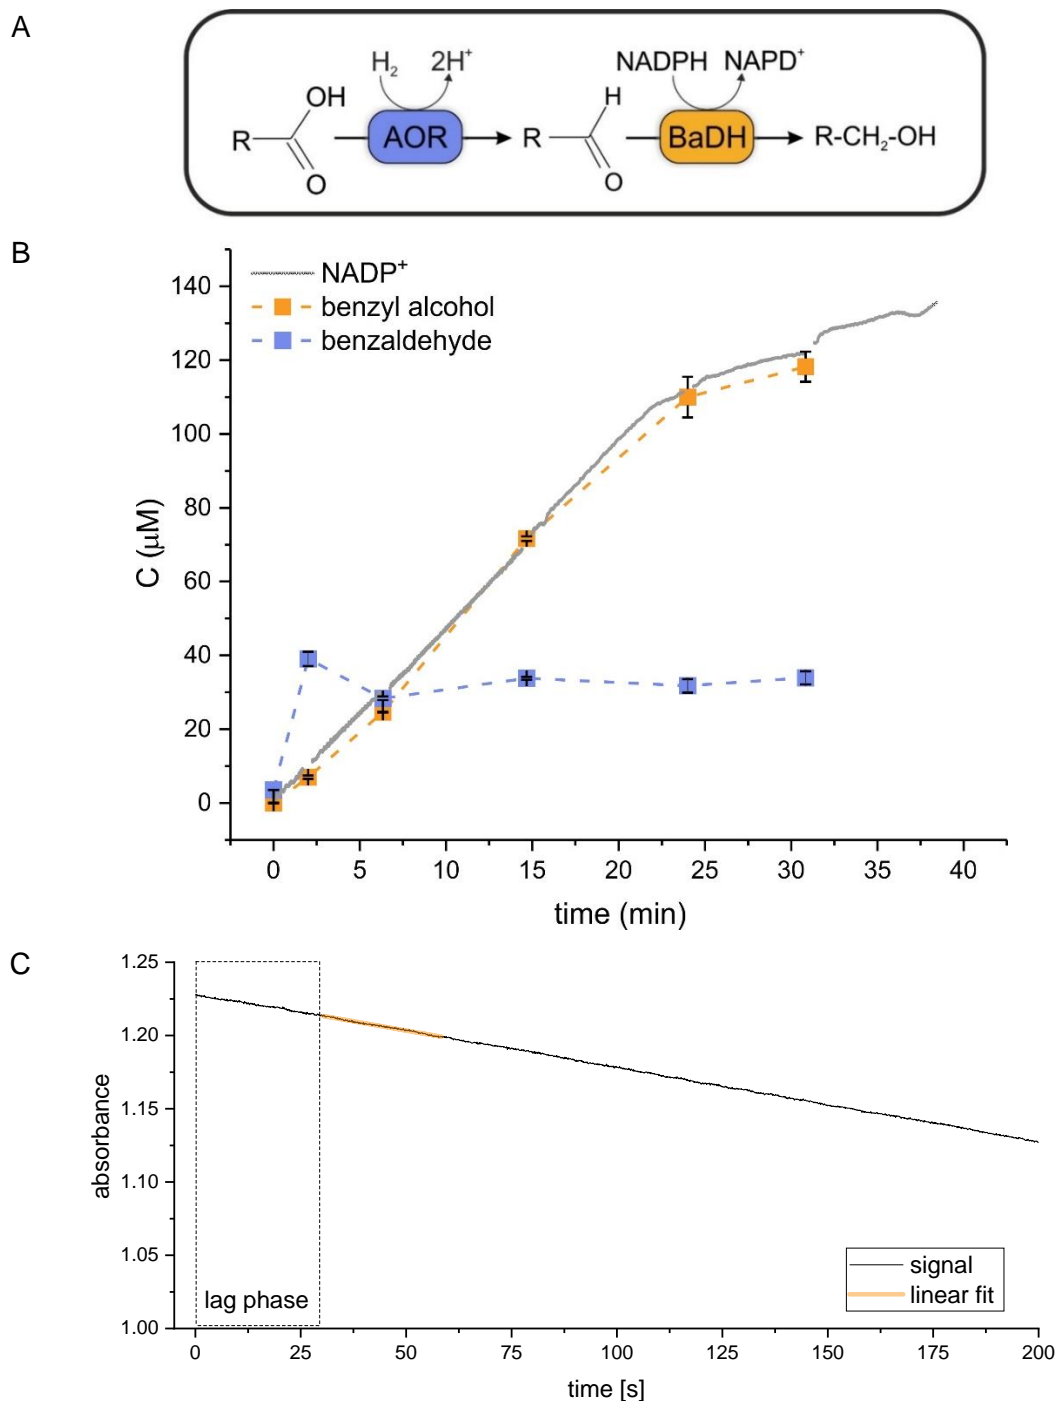 A
H₂ 2H⁺ NADPH NAPD⁺
OH H
R AOR R BaDH R-CH₂-OH
O O
B
NADP⁺
benzyl alcohol
benzaldehyde
140
120
100
80
60
40
20
0
C (μM)
0 5 10 15 20 25 30 35 40
time (min)
C
1.25
1.20
1.15
1.10
1.05
1.00
absorbance
lag phase
signal
linear fit
0 25 50 75 100 125 150 175 200
time [s]